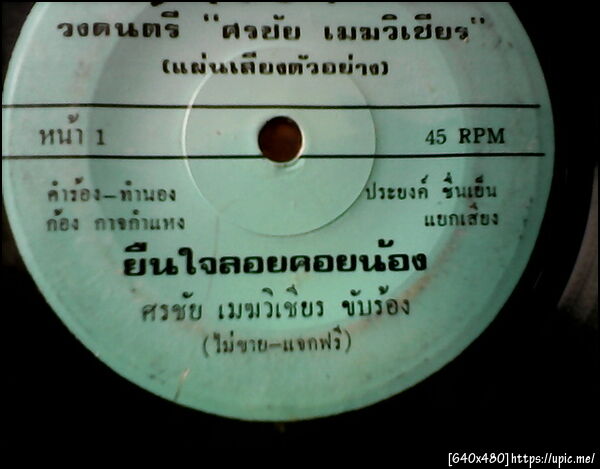 วงดนตรี "ศรชัย เมฆวิเชียร"
(แผ่นเสียงตัวอย่าง)
หน้า 1
45 RPM
คำร้อง-ทำนอง
ก้อง กาจกำแหง
ประยงค์ ชื่นเย็น
แยกเสียง
ยืนใจลอยคอยน้อง
ศรชัย เมฆวิเชียร ขับร้อง
(ไม่ขาย-แจกฟรี)
[640x480]https://upic.me/